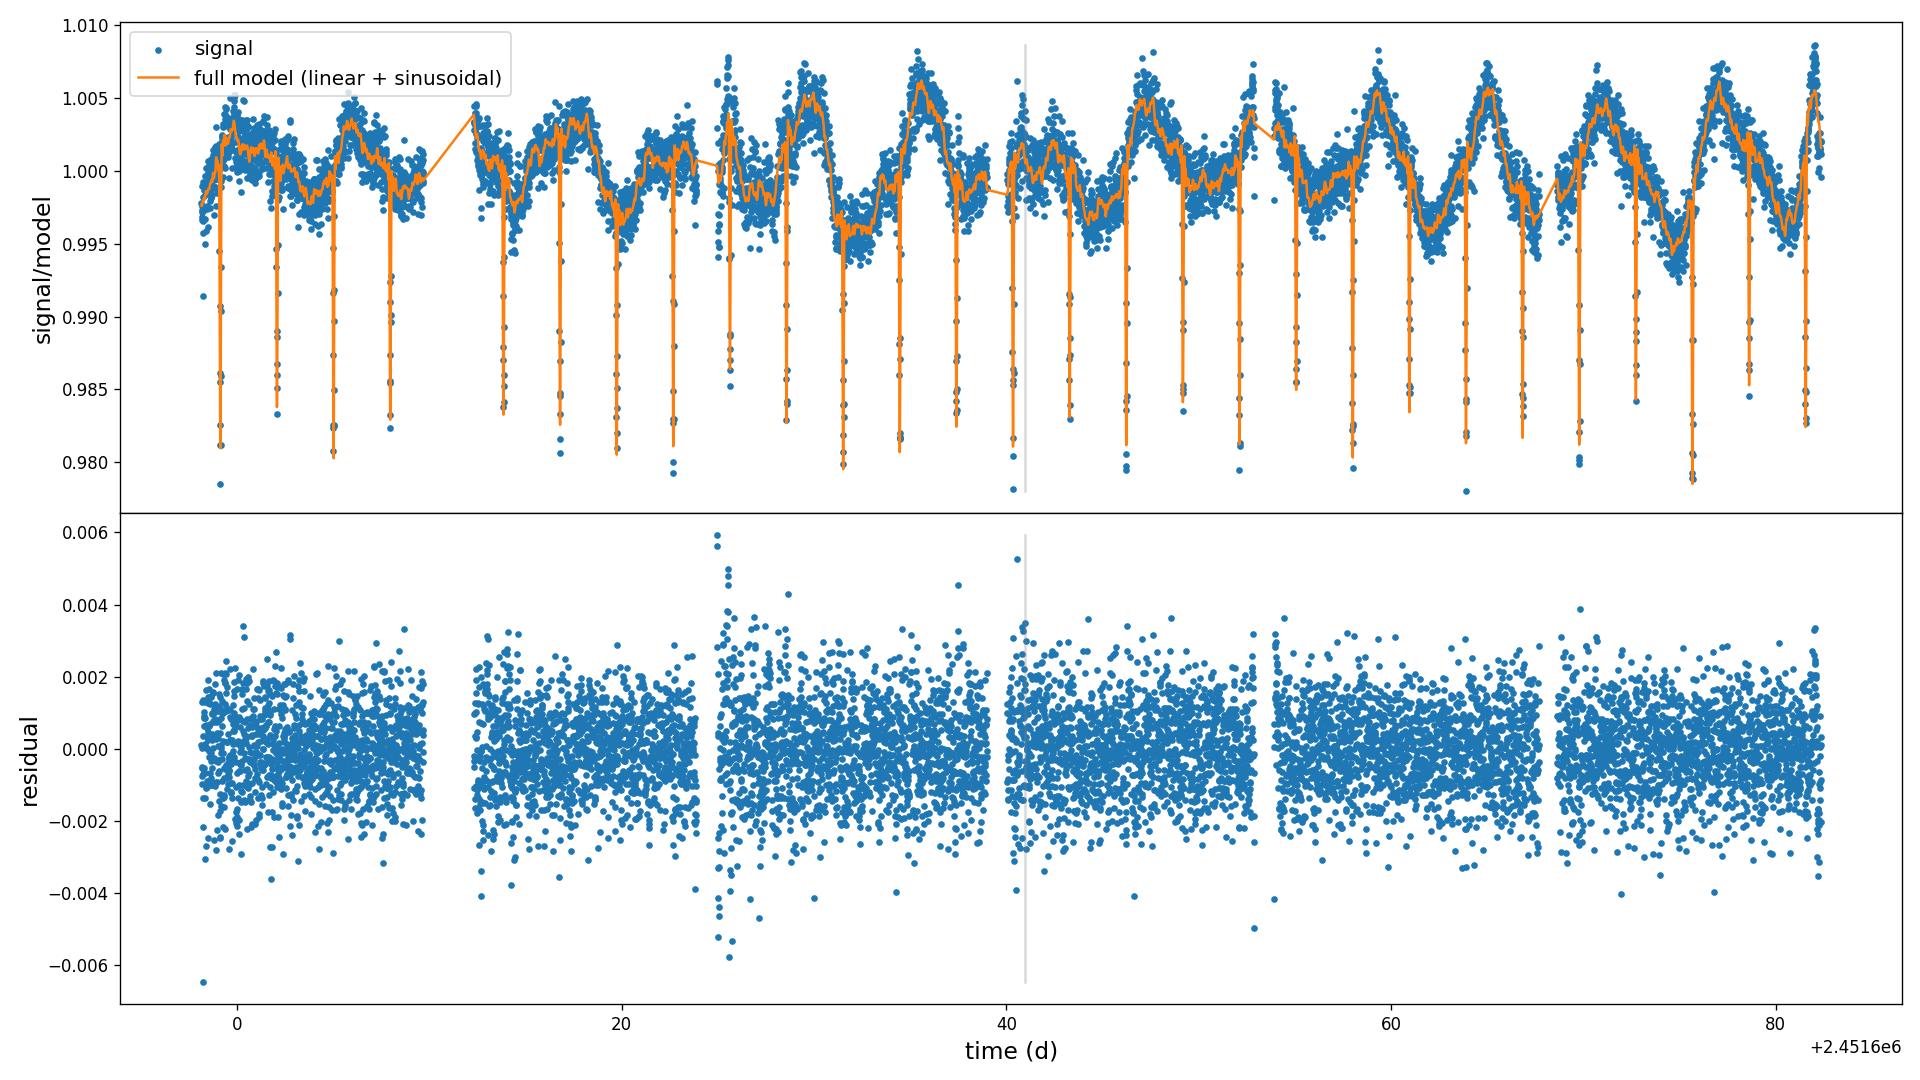 1.010
1.005
1.000
0.995
0.990
0.985
0.980
signal/model
signal
full model (linear + sinusoidal)
0.006
0.004
0.002
0.000
−0.002
−0.004
−0.006
residual
0 20 40 60 80
time (d)
+2.4516e6